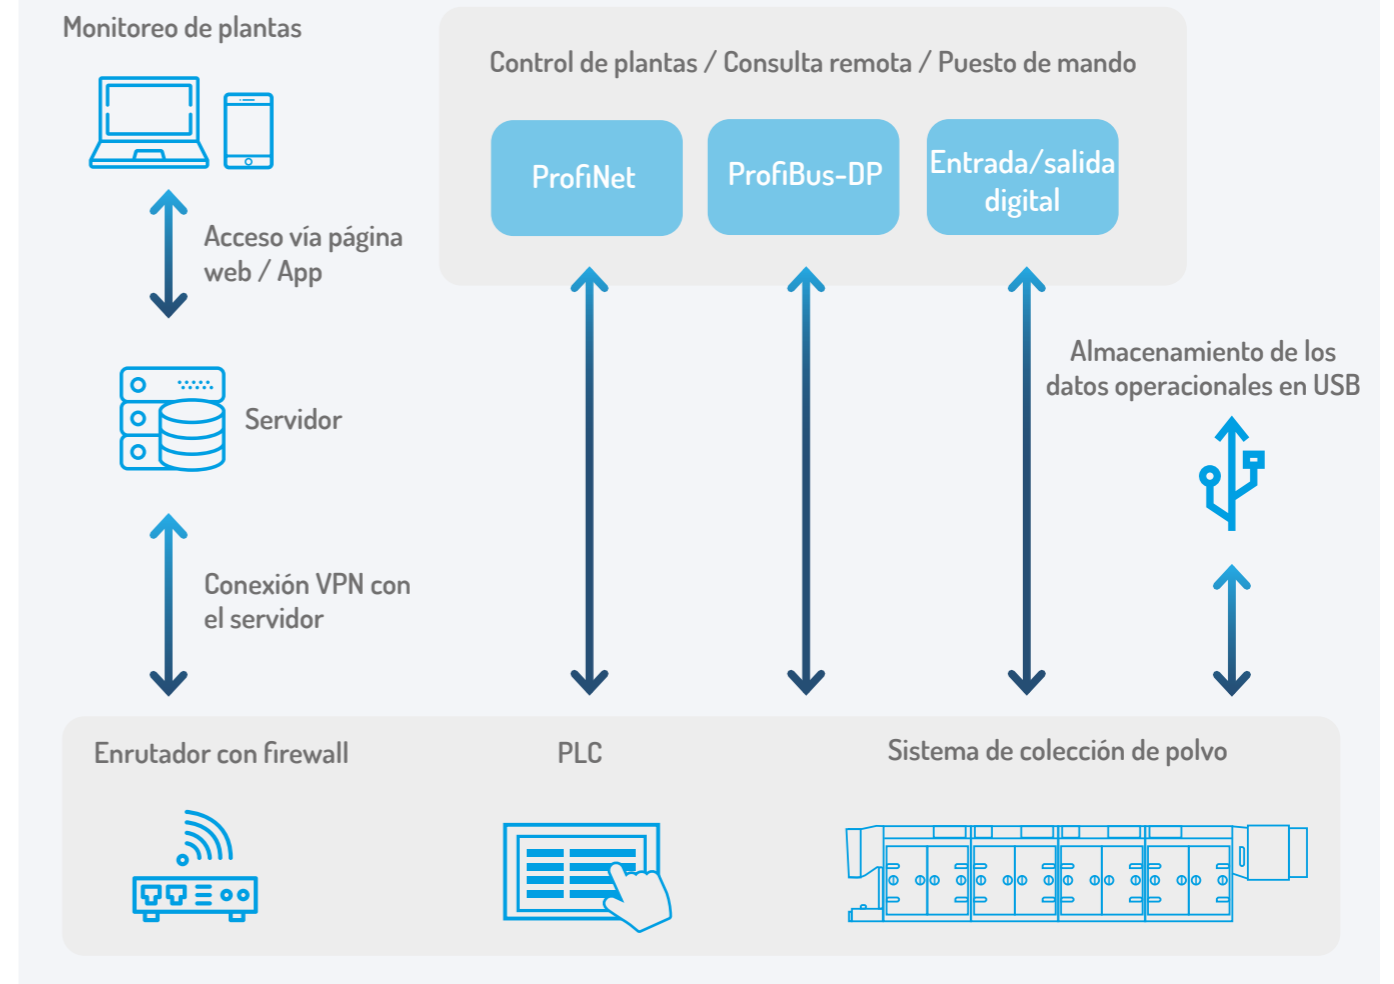 Monitoreo de plantas
Control de plantas / Consulta remota / Puesto de mando
ProfiNet
ProfiBus-DP
Entrada/salida
digital
Acceso vía página
web / App
Almacenamiento de los
datos operacionales en USB
Servidor
Conexión VPN con
el servidor
Enrutador con firewall
PLC
Sistema de colección de polvo